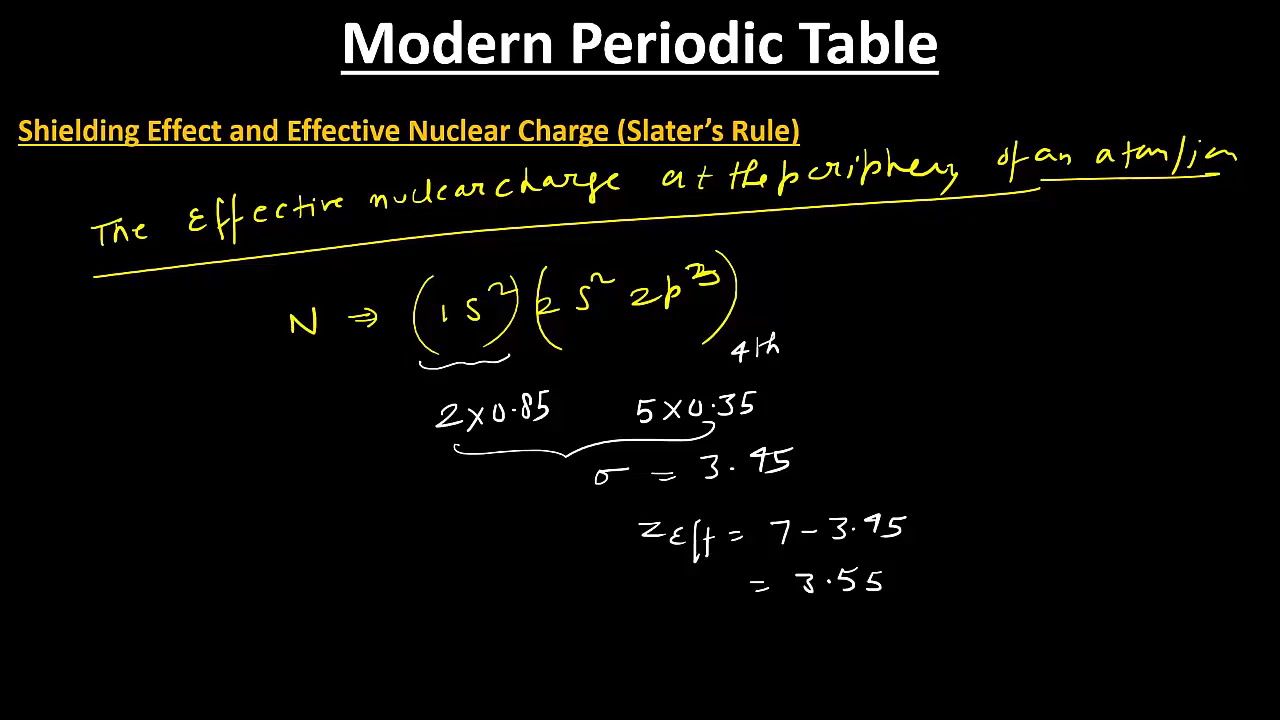 Modern Periodic Table
Shielding Effect and Effective Nuclear Charge (Slater's Rule)
The Effective nuclear charge at the periphery of an atom/ion
N ⇒ (1s²)(2s² 2p³)
4th
2×0.85 5×0.35
σ = 3.45
Zeff = 7 - 3.45
= 3.55